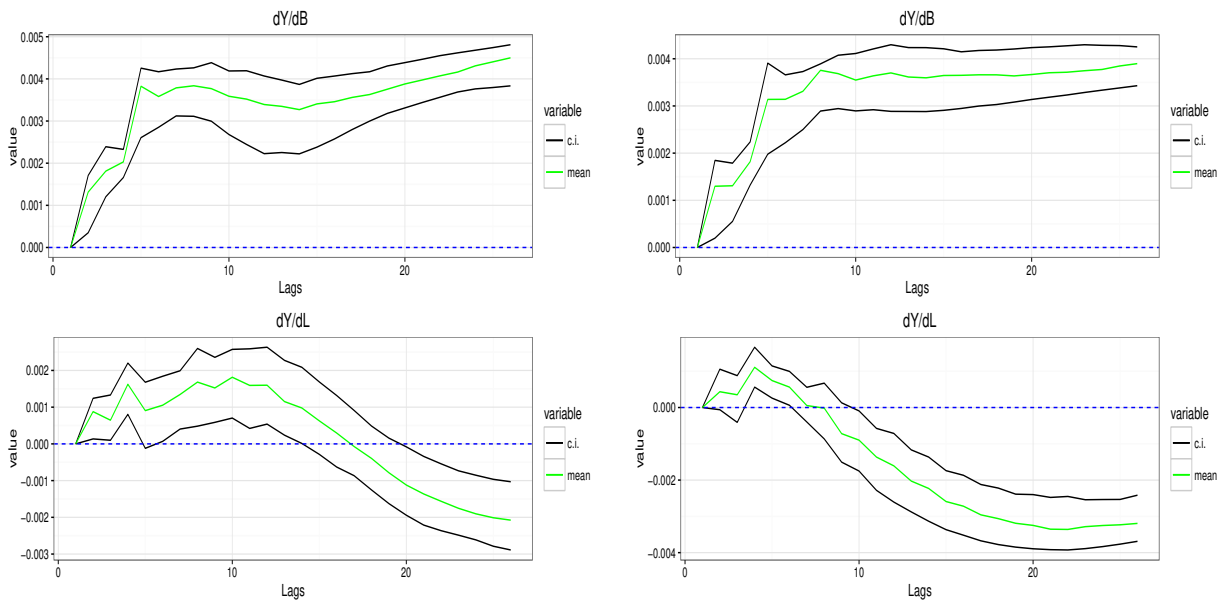 dY/dB
0.005
0.004
0.003
0.002
0.001
0.000
value
0
10
20
Lags
variable
c.i.
mean
dY/dB
0.004
0.003
0.002
0.001
0.000
value
0
10
20
Lags
variable
c.i.
mean
dY/dL
0.002
0.001
0.000
−0.001
−0.002
−0.003
value
0
10
20
Lags
variable
c.i.
mean
dY/dL
0.000
−0.002
−0.004
value
0
10
20
Lags
variable
c.i.
mean